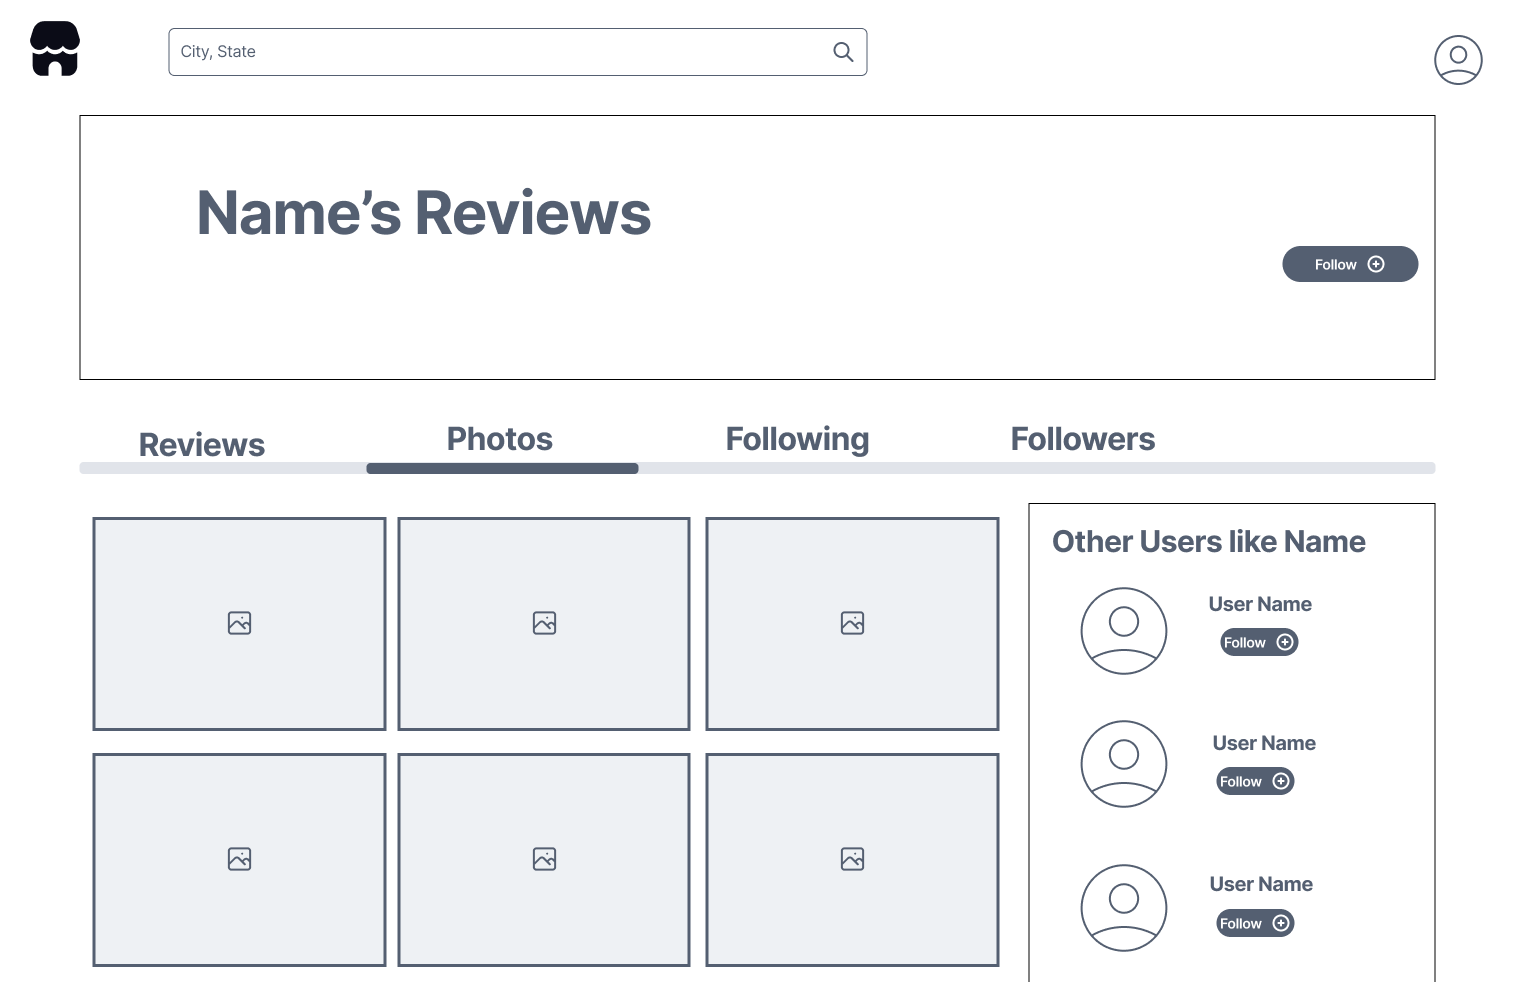 City, State
Name’s Reviews
Follow
Reviews
Photos
Following
Followers
Other Users like Name
User Name
Follow
User Name
Follow
User Name
Follow